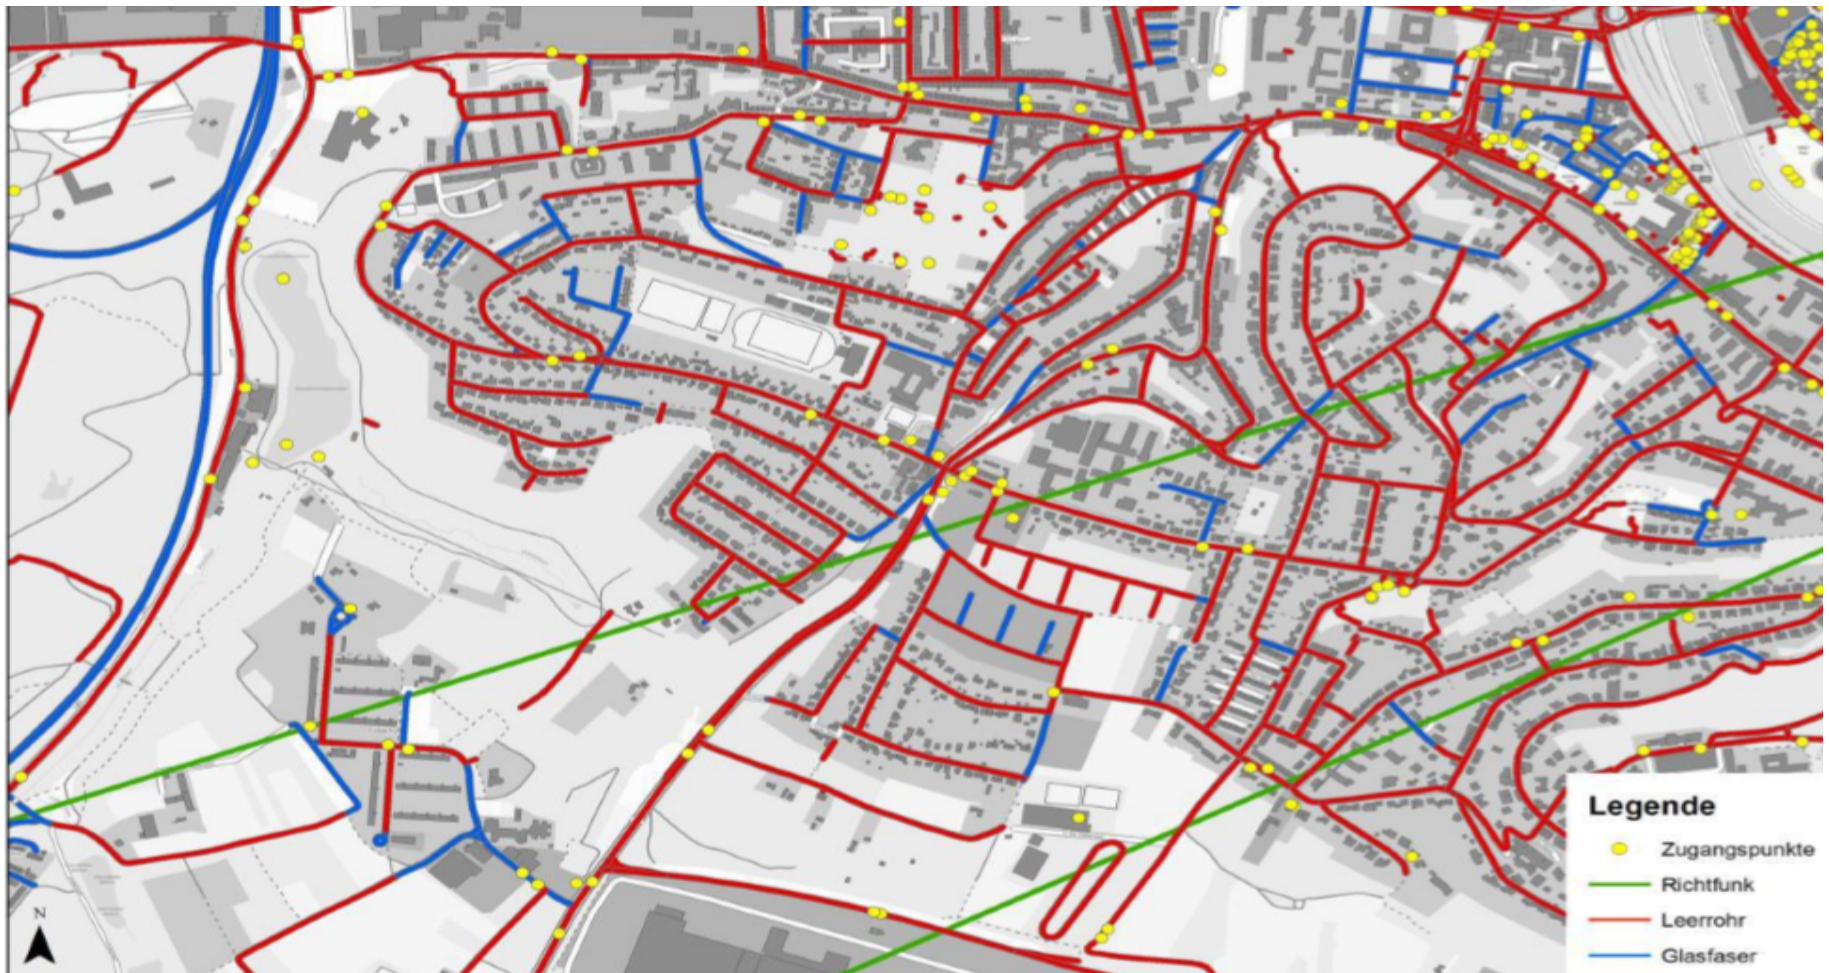 N
Legende
Zugangspunkte
Richtfunk
Leerrohr
Glasfaser